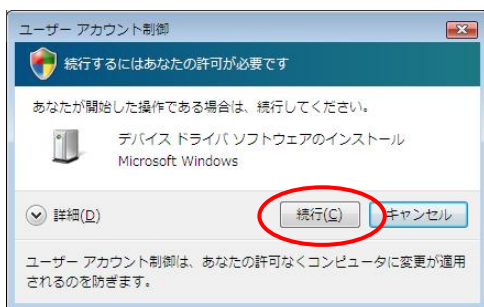 ユーザー アカウント制御
続行するにはあなたの許可が必要です
あなたが開始した操作である場合は、続行してください。
デバイス ドライバ ソフトウェアのインストール
Microsoft Windows
詳細(D)
続行(C)
キャンセル
ユーザー アカウント制御は、あなたの許可なくコンピュータに変更が適用
されるのを防ぎます。